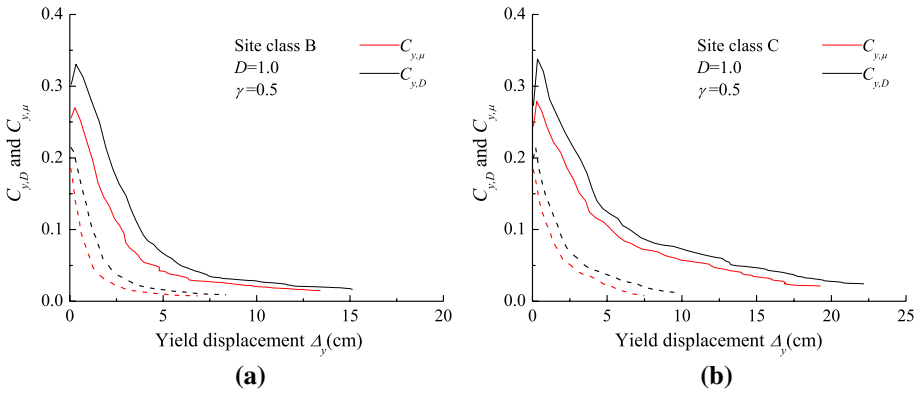 0.4
0.3
0.2
0.1
0.0
C_{y,D} and C_{y,μ}
Site class B
D=1.0
γ=0.5
C_{y,μ}
C_{y,D}
0 5 10 15 20
Yield displacement Δ_y(cm)
(a)
0.4
0.3
0.2
0.1
0.0
C_{y,D} and C_{y,μ}
Site class C
D=1.0
γ=0.5
C_{y,μ}
C_{y,D}
0 5 10 15 20 25
Yield displacement Δ_y(cm)
(b)